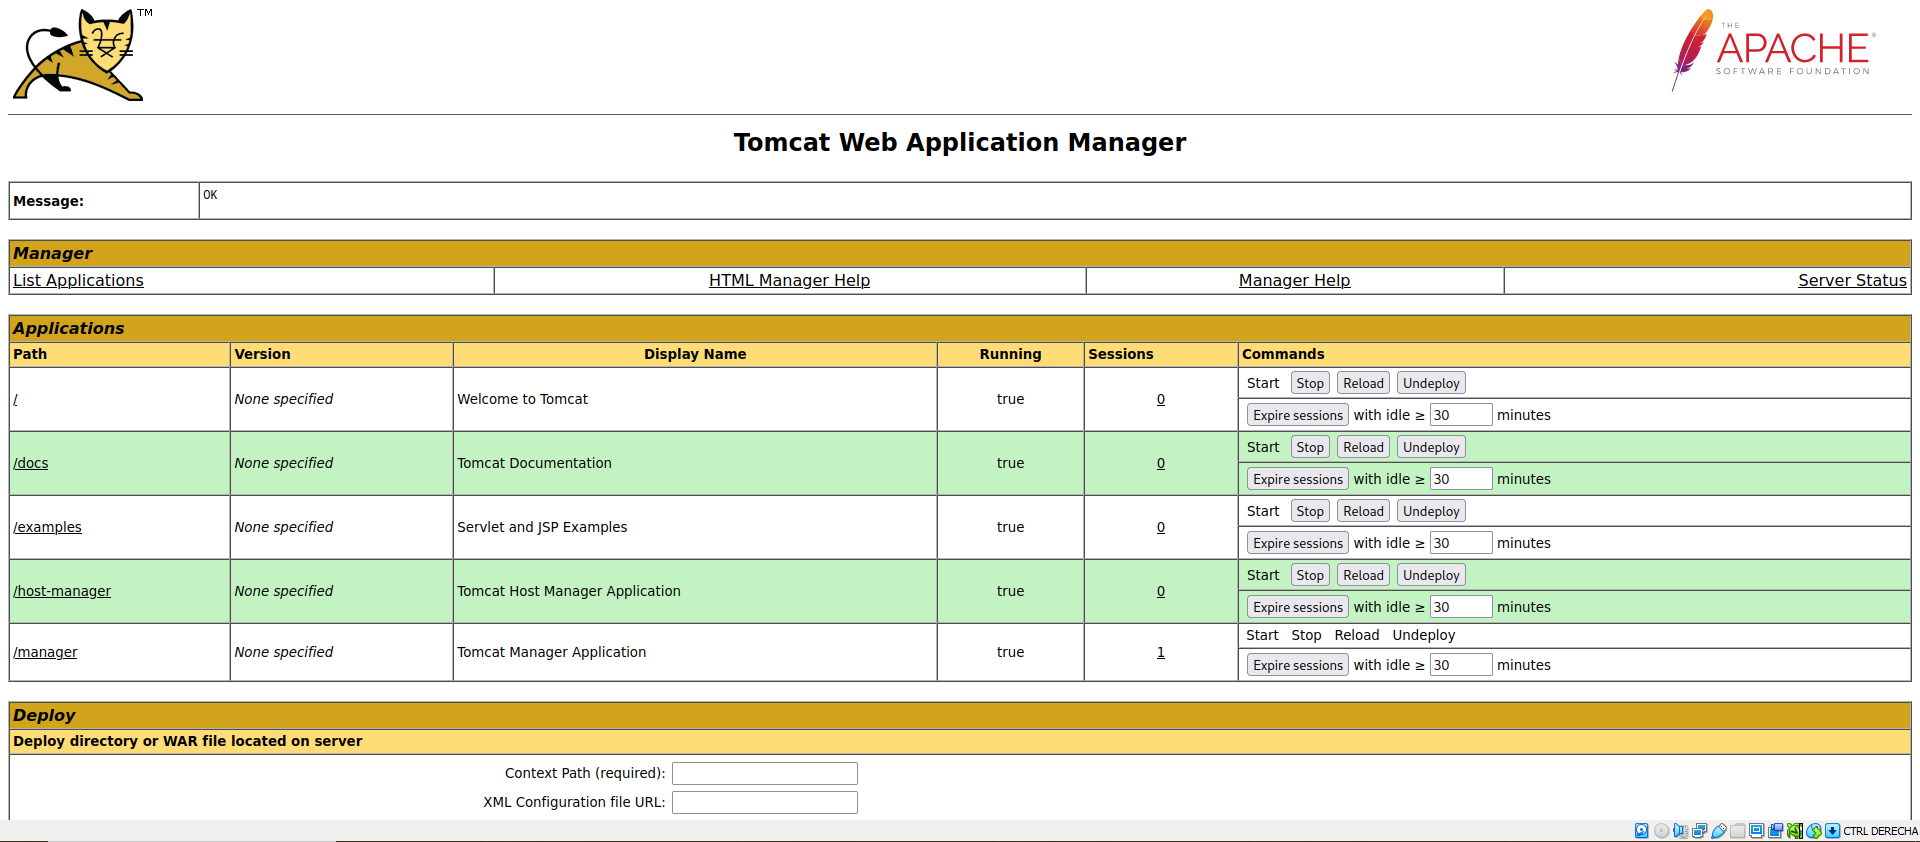 TM
THE
APACHE®
SOFTWARE FOUNDATION
Tomcat Web Application Manager
Message: OK
Manager
List Applications HTML Manager Help Manager Help Server Status
Applications
Path Version Display Name Running Sessions Commands
/ None specified Welcome to Tomcat true 0 Start Stop Reload Undeploy
Expire sessions with idle ≥ 30 minutes
/docs None specified Tomcat Documentation true 0 Start Stop Reload Undeploy
Expire sessions with idle ≥ 30 minutes
/examples None specified Servlet and JSP Examples true 0 Start Stop Reload Undeploy
Expire sessions with idle ≥ 30 minutes
/host-manager None specified Tomcat Host Manager Application true 0 Start Stop Reload Undeploy
Expire sessions with idle ≥ 30 minutes
/manager None specified Tomcat Manager Application true 1 Start Stop Reload Undeploy
Expire sessions with idle ≥ 30 minutes
Deploy
Deploy directory or WAR file located on server
Context Path (required):
XML Configuration file URL:
CTRL DERECHA